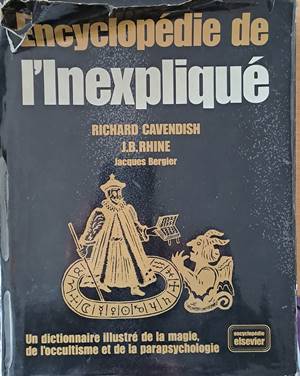 Encyclopédie de
l'Inexpliqué
RICHARD CAVENDISH
J.B.RHINE
Jacques Bergier
Un dictionnaire illustré de la magie,
de l'occultisme et de la parapsychologie
encyclopédie
elsevier